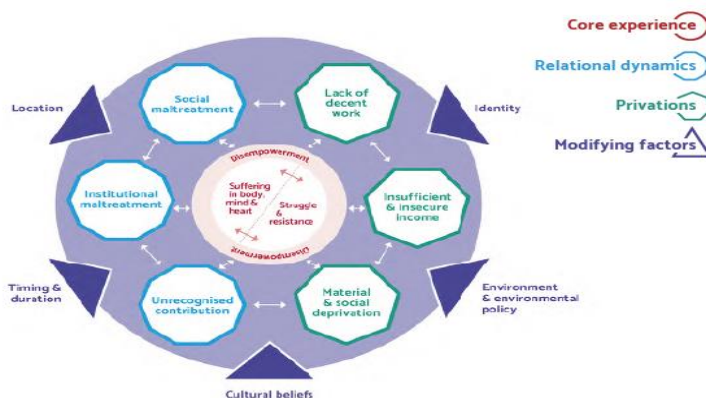 Core experience
Relational dynamics
Privations
Modifying factors
Location
Identity
Social
maltreatment
Lack of
decent
work
Institutional
maltreatment
Disempowerment
Suffering
in body,
mind &
heart
Struggle
&
resistance
Disempowerment
Insufficient
& insecure
income
Timing &
duration
Unrecognised
contribution
Material
& social
deprivation
Environment
& environmental
policy
Cultural beliefs